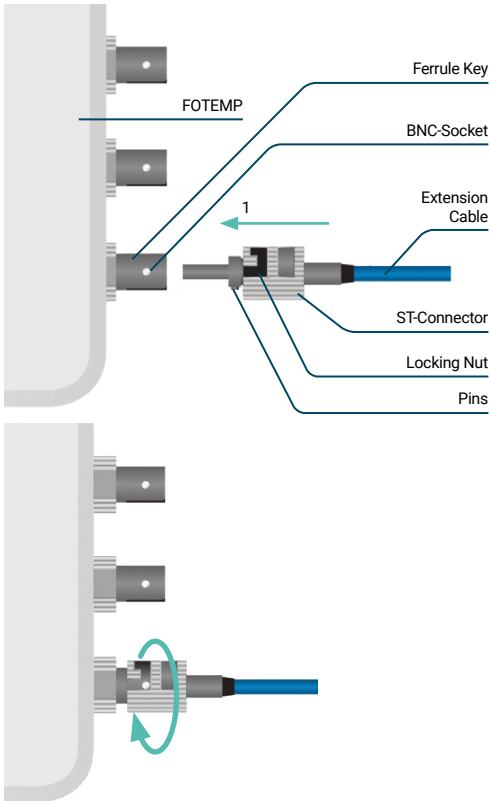 Ferrule Key
FOTEMP
BNC-Socket
1
Extension
Cable
ST-Connector
Locking Nut
Pins